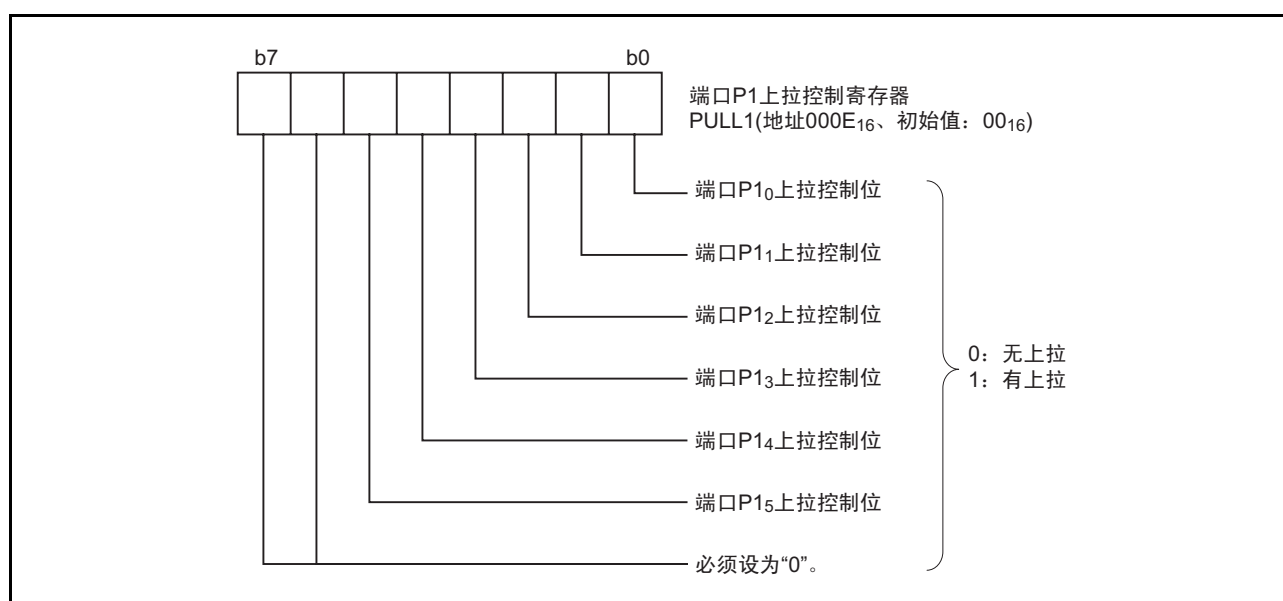 b7
b0
端口P1上拉控制寄存器
PULL1(地址000E16、初始值：0016)
端口P10上拉控制位
端口P11上拉控制位
端口P12上拉控制位
端口P13上拉控制位
端口P14上拉控制位
端口P15上拉控制位
必须设为“0”。
0：无上拉
1：有上拉